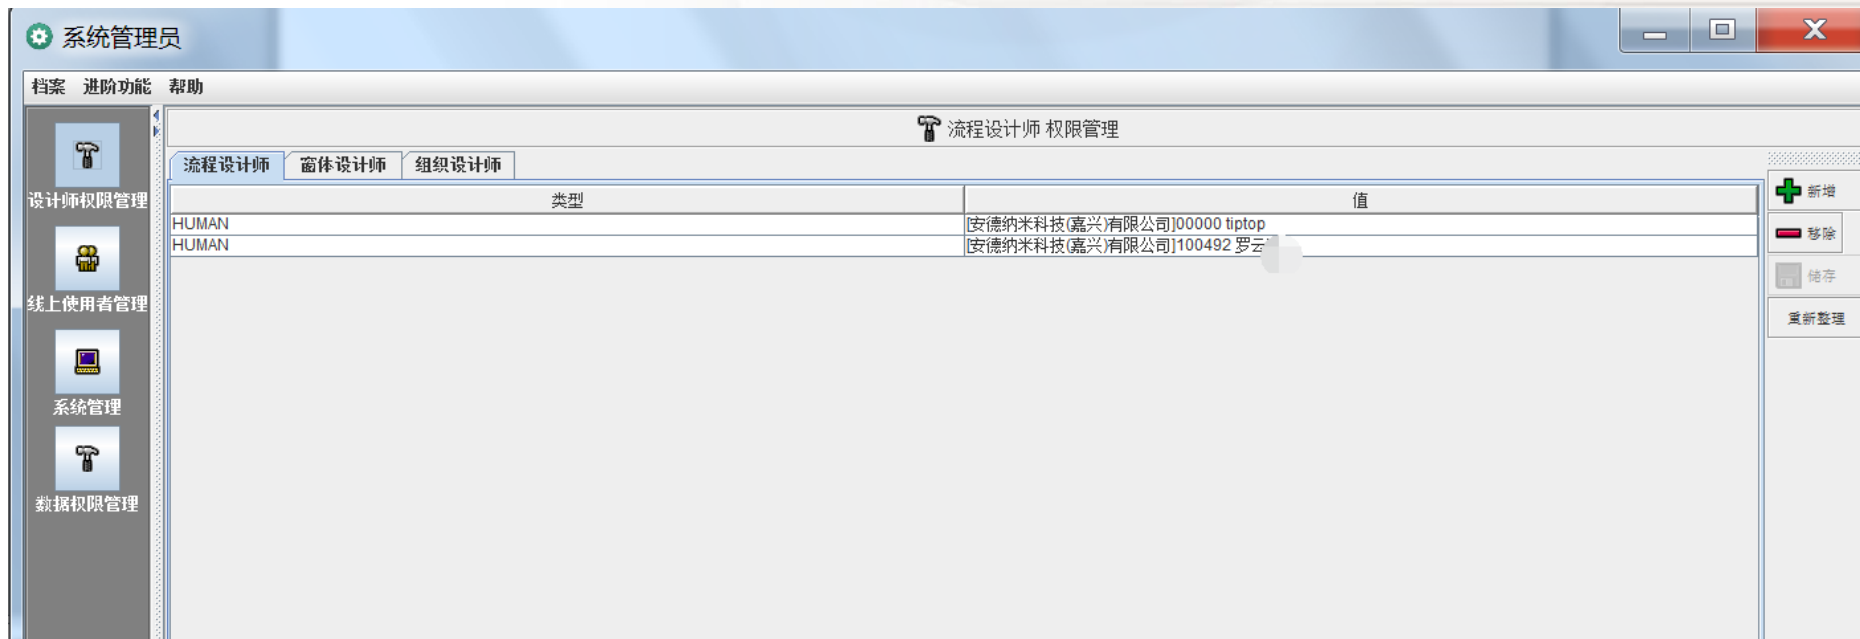 系统管理员
档案 进阶功能 帮助
设计师权限管理
线上使用者管理
系统管理
数据权限管理
流程设计师 权限管理
流程设计师 窗体设计师 组织设计师
类型 值
HUMAN [安德纳米科技(嘉兴)有限公司]00000 tiptop
HUMAN [安德纳米科技(嘉兴)有限公司]100492 罗云
新增
移除
储存
重新整理